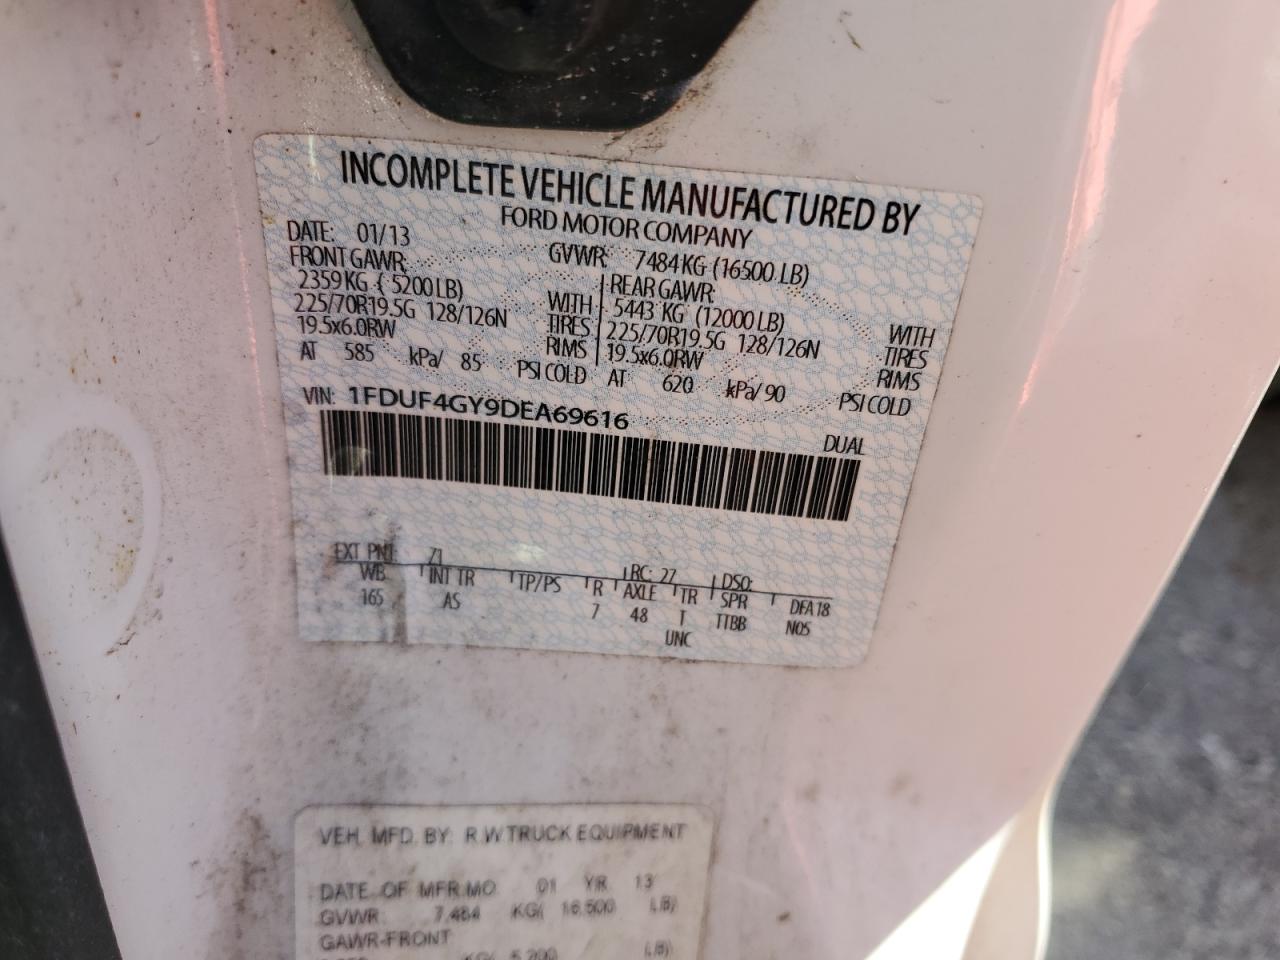 INCOMPLETE VEHICLE MANUFACTURED BY
FORD MOTOR COMPANY
DATE: 01/13 GVWR: 7484 KG (16500 LB)
FRONT GAWR: REAR GAWR:
2359 KG ( 5200 LB) WITH 5443 KG (12000 LB) WITH
225/70R19.5G 128/126N TIRES 225/70R19.5G 128/126N TIRES
19.5x6.0RW RIMS 19.5x6.0RW RIMS
AT 585 kPa/ 85 PSI COLD AT 620 kPa/ 90 PSI COLD
VIN: 1FDUF4GY9DEA69616
DUAL
EXT PNT: Z1 RC: 27 DSO:
WB INT TR TP/PS R AXLE TR SPR DFA18
165 AS 7 48 T TTBB N05
UNC
VEH. MFD. BY: R W TRUCK EQUIPMENT
DATE OF MFR MO 01 YR 13
GVWR: 7,484 KG( 16,500 LB)
GAWR-FRONT
KG( 5,200 LB)